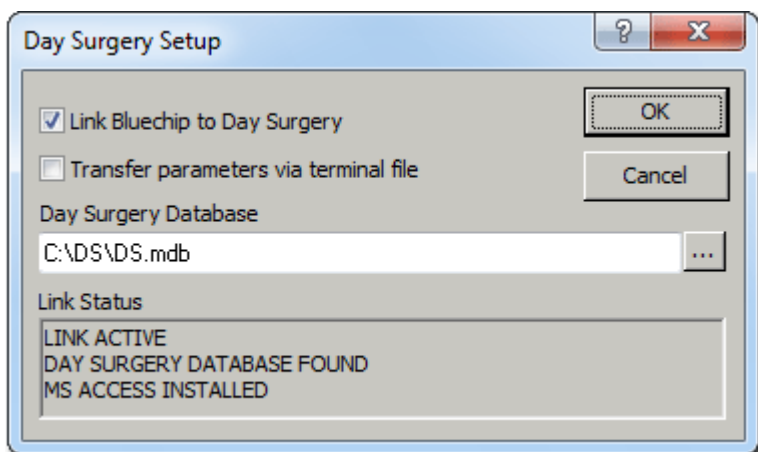 Day Surgery Setup
? X
Link Bluechip to Day Surgery
OK
Transfer parameters via terminal file
Cancel
Day Surgery Database
C:\DS\DS.mdb
...
Link Status
LINK ACTIVE
DAY SURGERY DATABASE FOUND
MS ACCESS INSTALLED